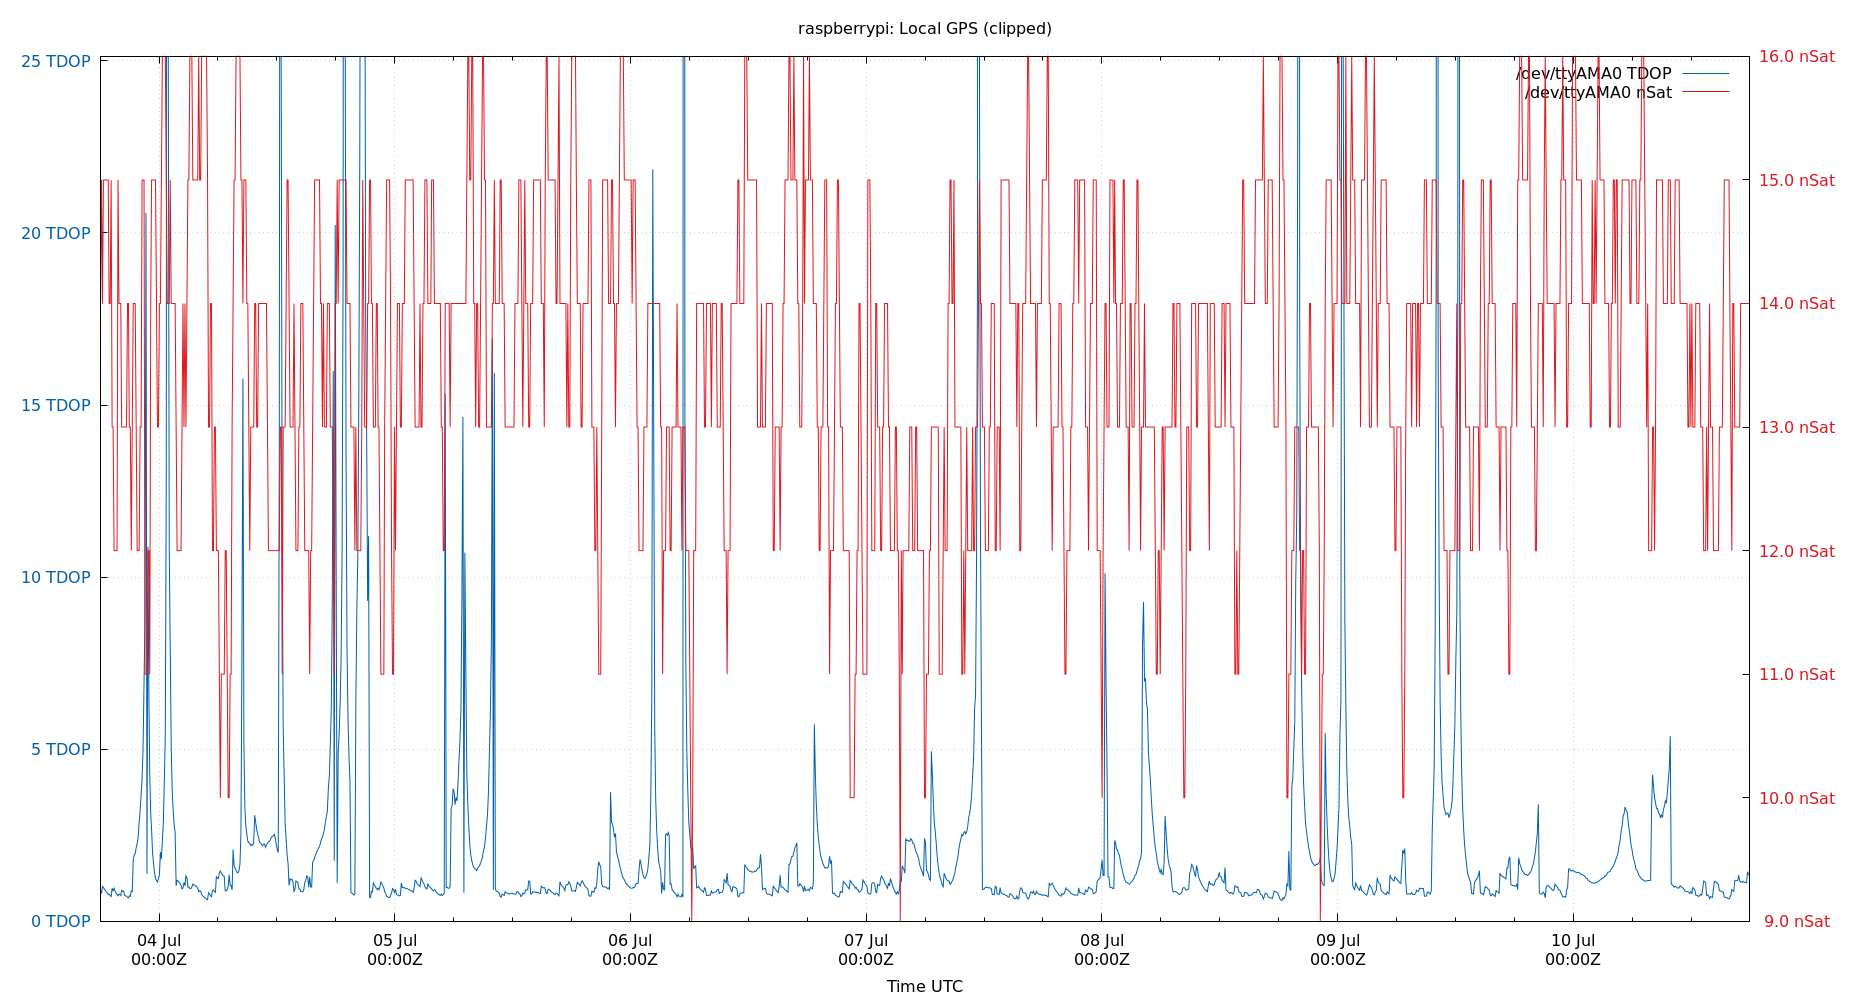 raspberrypi: Local GPS (clipped)
25 TDOP
20 TDOP
15 TDOP
10 TDOP
5 TDOP
0 TDOP
16.0 nSat
15.0 nSat
14.0 nSat
13.0 nSat
12.0 nSat
11.0 nSat
10.0 nSat
9.0 nSat
/dev/ttyAMA0 TDOP
/dev/ttyAMA0 nSat
04 Jul
00:00Z
05 Jul
00:00Z
06 Jul
00:00Z
07 Jul
00:00Z
08 Jul
00:00Z
09 Jul
00:00Z
10 Jul
00:00Z
Time UTC